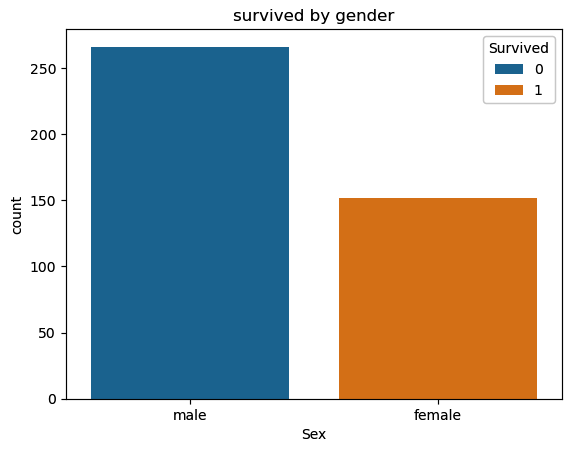 survived by gender
Survived
0
1
250
200
150
100
50
0
count
male
female
Sex